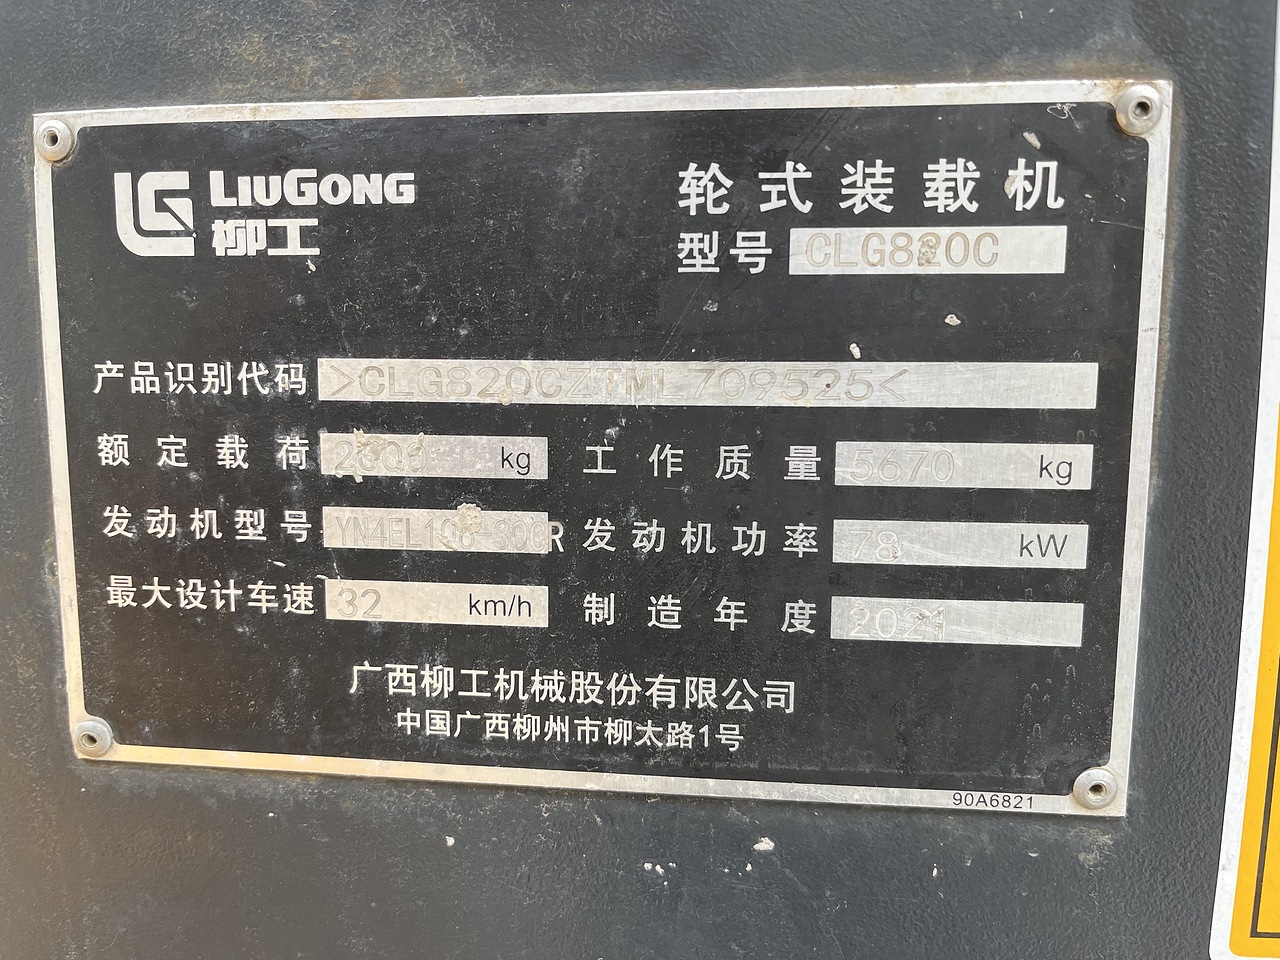 LIUGONG
柳工
轮式装载机
型号 CLG820C
产品识别代码 >CLG820CZTML709525<
额定载荷 2000 kg 工作质量 5670 kg
发动机型号 YN4EL108-30CR 发动机功率 78 kW
最大设计车速 32 km/h 制造年度 2021
广西柳工机械股份有限公司
中国广西柳州市柳太路1号
90A6821